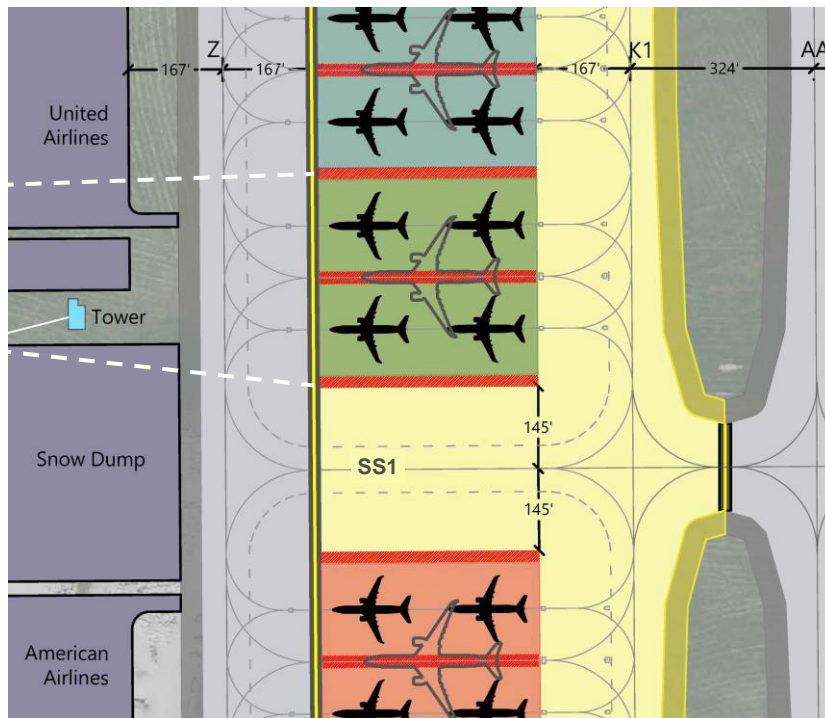 Z
K1
AA
167'
167'
167'
324'
United
Airlines
Tower
145'
Snow Dump
SS1
145'
American
Airlines